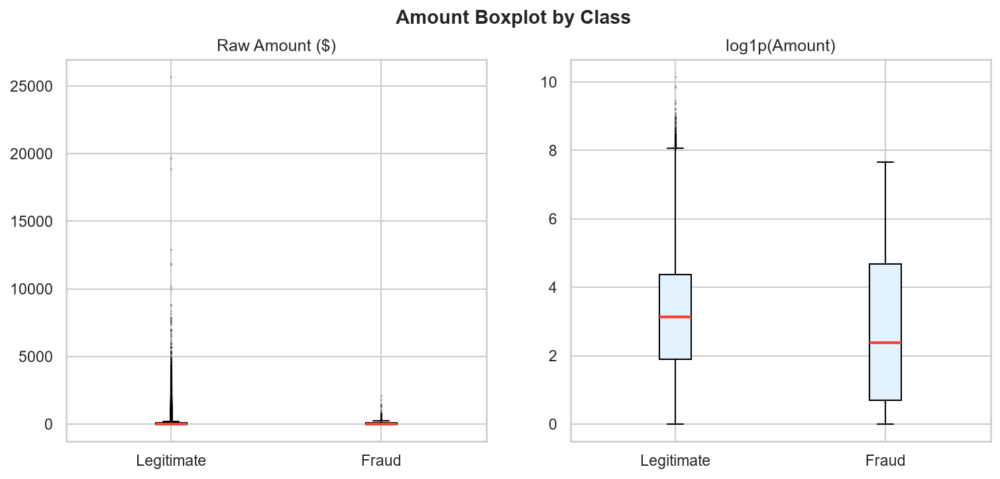 Amount Boxplot by Class
Raw Amount ($)
25000
20000
15000
10000
5000
0
Legitimate Fraud
log1p(Amount)
10
8
6
4
2
0
Legitimate Fraud